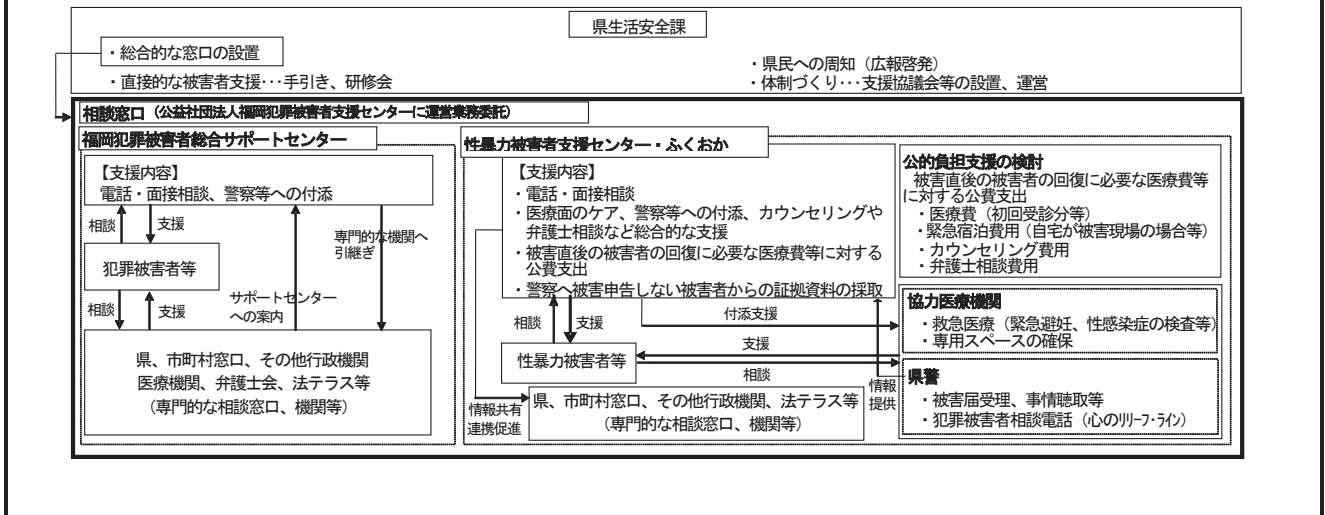 県生活安全課
・総合的な窓口の設置
・直接的な被害者支援･･･手引き、研修会
・県民への周知（広報啓発）
・体制づくり･･･支援協議会等の設置、運営
相談窓口（公益社団法人福岡犯罪被害者支援センターに運営業務委託）
福岡犯罪被害者総合サポートセンター
【支援内容】
電話・面接相談、警察等への付添
相談
支援
専門的な機関へ
引継ぎ
犯罪被害者等
相談
支援
サポートセンター
への案内
県、市町村窓口、その他行政機関
医療機関、弁護士会、法テラス等
（専門的な相談窓口、機関等）
性暴力被害者支援センター・ふくおか
【支援内容】
・電話・面接相談
・医療面のケア、警察等への付添、カウンセリングや
弁護士相談など総合的な支援
・被害直後の被害者の回復に必要な医療費等に対する
公費支出
・警察へ被害申告しない被害者からの証拠資料の採取
相談
支援
付添支援
支援
相談
性暴力被害者等
情報共有
連携促進
県、市町村窓口、その他行政機関、法テラス等
（専門的な相談窓口、機関等）
情報
提供
公的負担支援の検討
被害直後の被害者の回復に必要な医療費等
に対する公費支出
・医療費（初回受診分等）
・緊急宿泊費用（自宅が被害現場の場合等）
・カウンセリング費用
・弁護士相談費用
協力医療機関
・救急医療（緊急避妊、性感染症の検査等）
・専用スペースの確保
県警
・被害届受理、事情聴取等
・犯罪被害者相談電話（心のﾘﾘｰﾌ･ﾗｲﾝ）